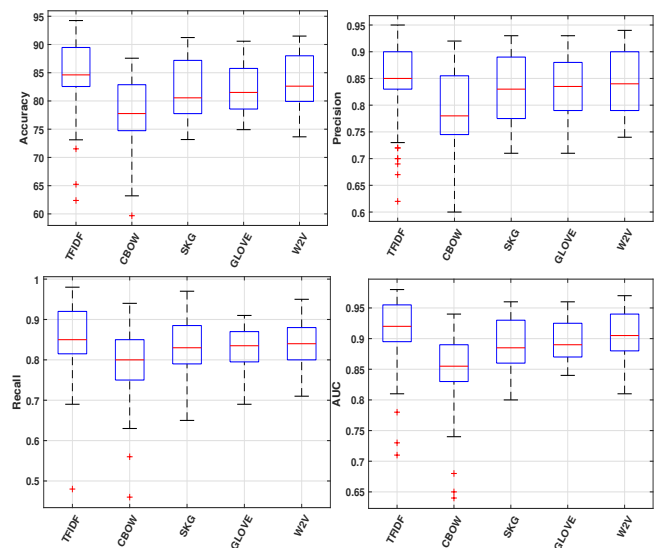 95
90
85
80
75
70
65
60
Accuracy
TFIDF
CBOW
SKG
GLOVE
W2V
0.95
0.9
0.85
0.8
0.75
0.7
0.65
0.6
Precision
TFIDF
CBOW
SKG
GLOVE
W2V
1
0.9
0.8
0.7
0.6
0.5
Recall
TFIDF
CBOW
SKG
GLOVE
W2V
0.95
0.9
0.85
0.8
0.75
0.7
0.65
AUC
TFIDF
CBOW
SKG
GLOVE
W2V